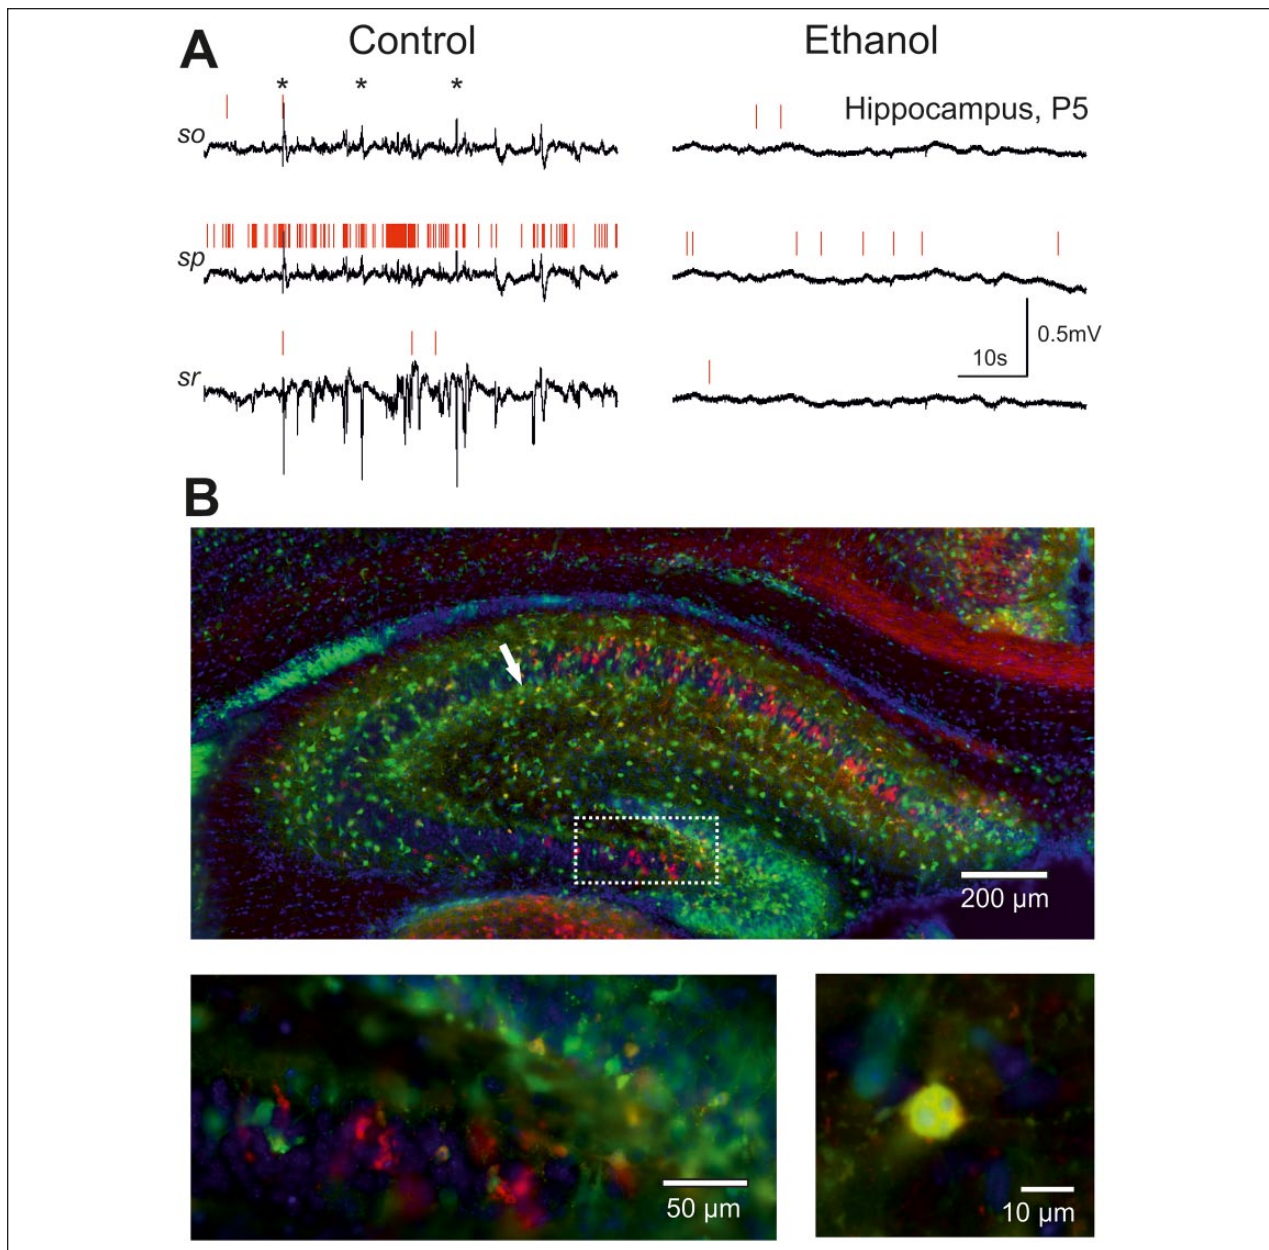 A
Control
Ethanol
* * *
Hippocampus, P5
so
sp
sr
0.5mV
10s
B
200 µm
50 µm
10 µm